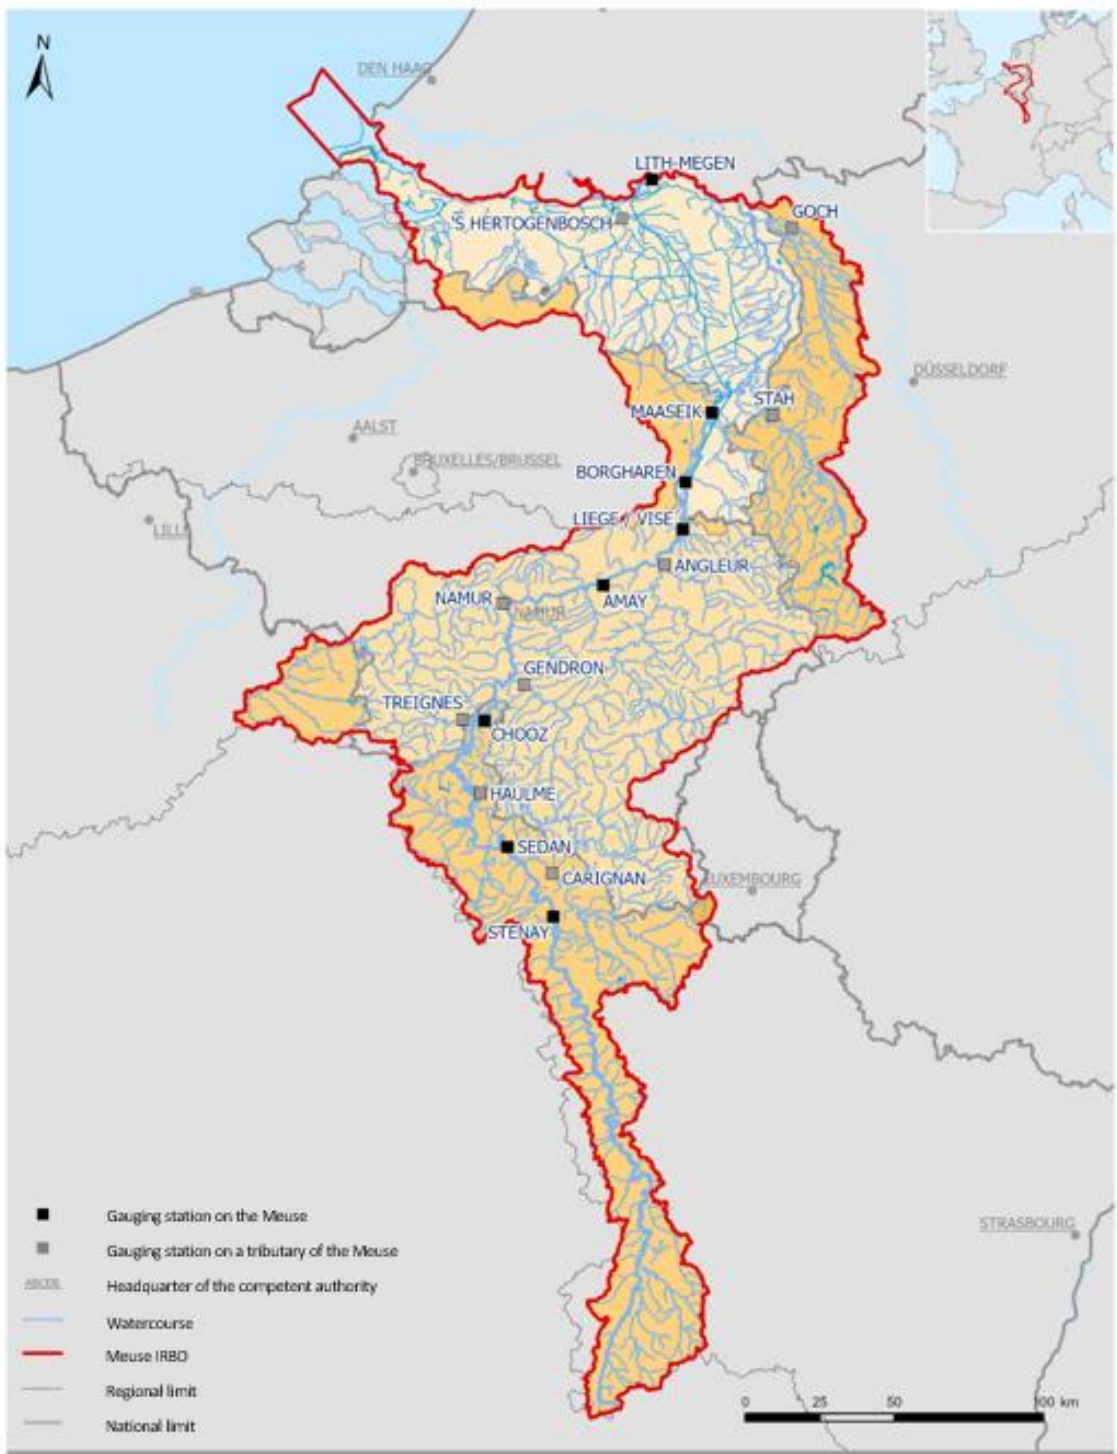 N
DEN HAAG
LITH-MEGEN
GOCH
'S HERTOGENBOSCH
DÜSSELDORF
STAH
MAASEIK
AALST
BRUXELLES/BRUSSEL
BORGHAREN
LIEGE / VISE
LILLE
ANGLEUR
NAMUR
NAMUR
AMAY
GENDRON
TREIGNES
CHOOZ
HAULME
SEDAN
CARIGNAN
LUXEMBOURG
STENAY
STRASBOURG
Gauging station on the Meuse
Gauging station on a tributary of the Meuse
ABCDE Headquarter of the competent authority
Watercourse
Meuse IRBD
Regional limit
National limit
0 25 50 100 km